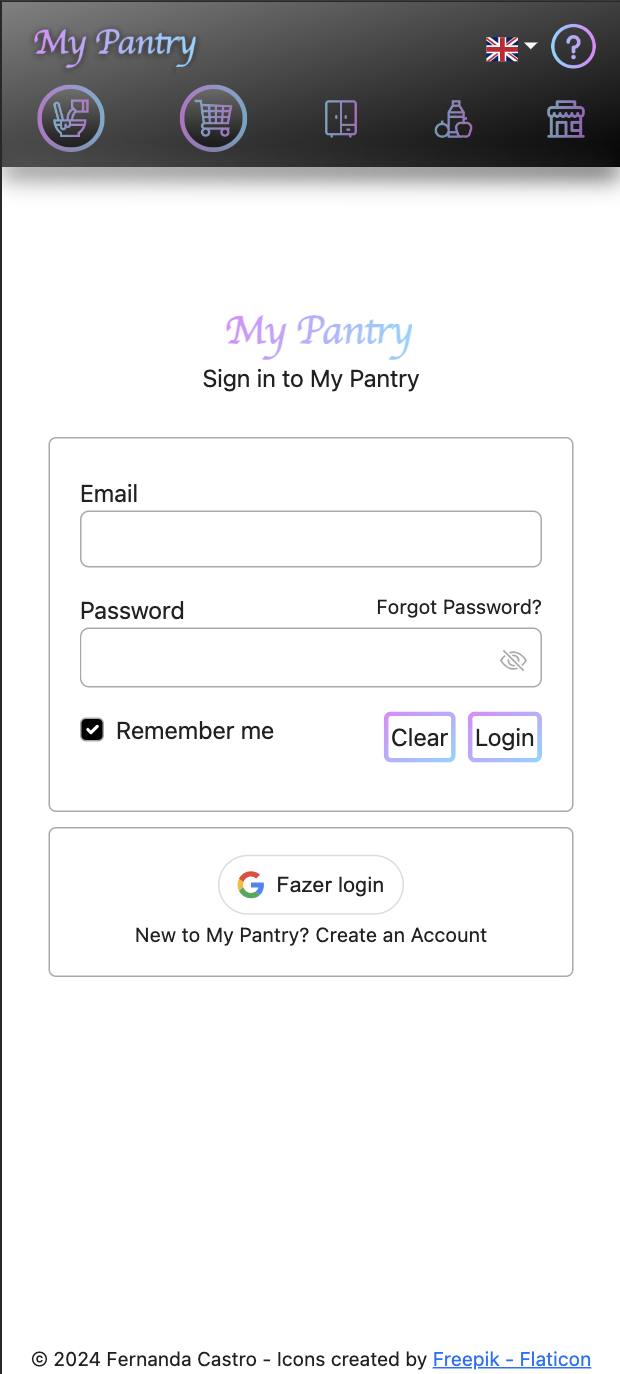 My Pantry
?
My Pantry
Sign in to My Pantry
Email
Password Forgot Password?
Remember me Clear Login
Fazer login
New to My Pantry? Create an Account
© 2024 Fernanda Castro - Icons created by Freepik - Flaticon